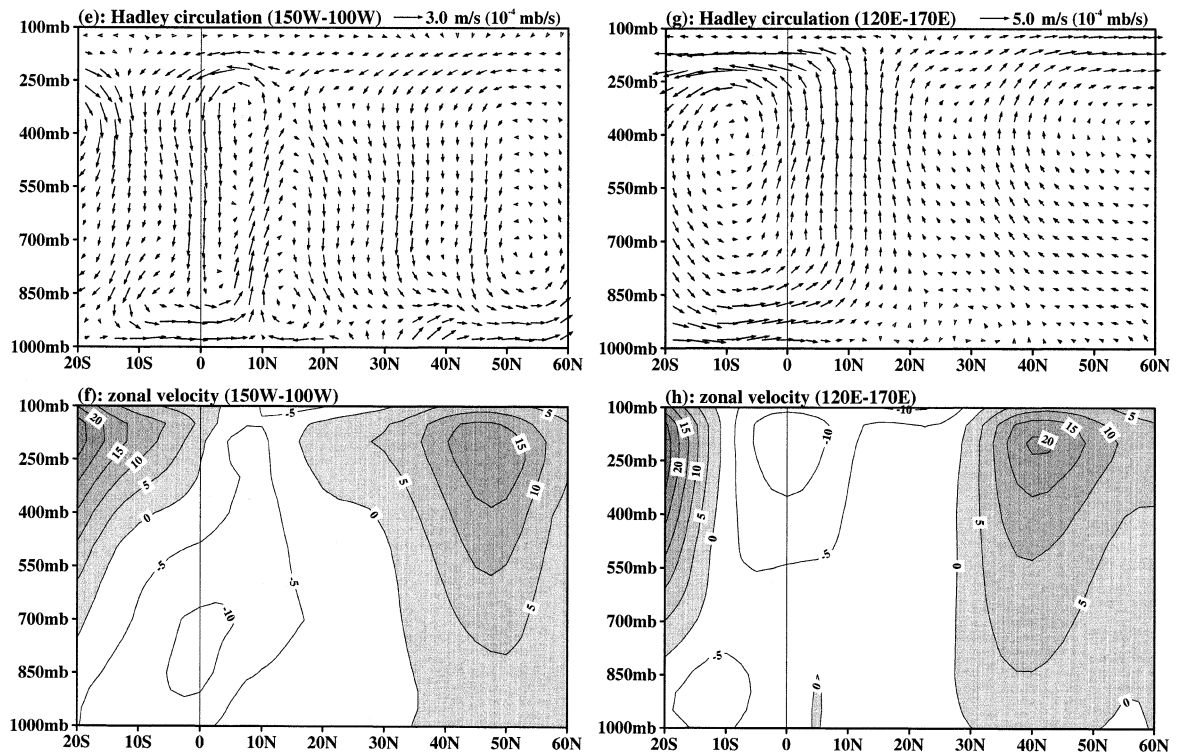 (e): Hadley circulation (150W-100W) 3.0 m/s (10⁻⁴ mb/s)
100mb
250mb
400mb
550mb
700mb
850mb
1000mb
20S 10S 0 10N 20N 30N 40N 50N 60N
(g): Hadley circulation (120E-170E) 5.0 m/s (10⁻⁴ mb/s)
100mb
250mb
400mb
550mb
700mb
850mb
1000mb
20S 10S 0 10N 20N 30N 40N 50N 60N
(f): zonal velocity (150W-100W)
100mb
250mb
400mb
550mb
700mb
850mb
1000mb
20 15 10 5 0 -5 -5 -5 -10 0 5 15 10 5 5
20S 10S 0 10N 20N 30N 40N 50N 60N
(h): zonal velocity (120E-170E)
100mb
250mb
400mb
550mb
700mb
850mb
1000mb
15 20 10 5 0 -5 -10 -10 -5 0 0 5 20 15 10 5 5 0
20S 10S 0 10N 20N 30N 40N 50N 60N